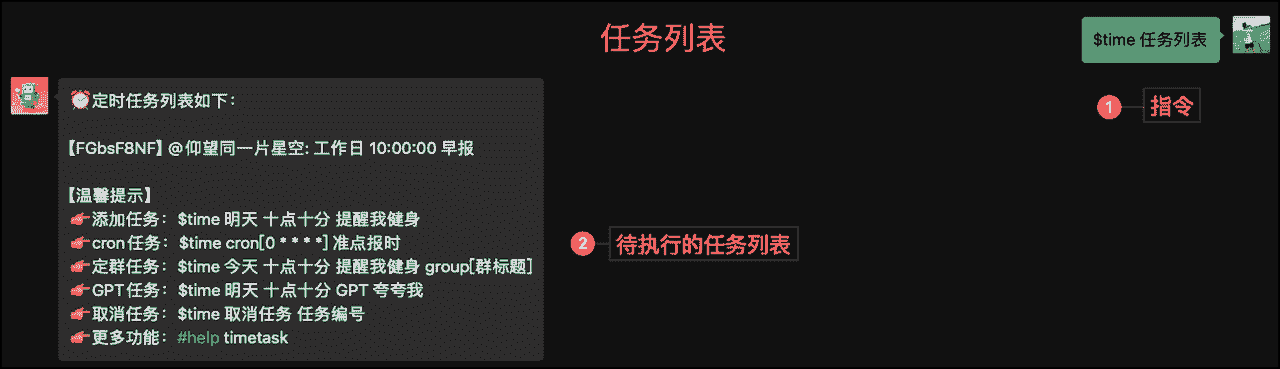 任务列表
$time 任务列表
1 指令
⏰定时任务列表如下:
【FGbsF8NF】@仰望同一片星空: 工作日 10:00:00 早报
【温馨提示】
👉添加任务: $time 明天 十点十分 提醒我健身
👉cron任务: $time cron[0 * * * *] 准点报时
👉定群任务: $time 今天 十点十分 提醒我健身 group[群标题]
👉GPT任务: $time 明天 十点十分 GPT 夸夸我
👉取消任务: $time 取消任务 任务编号
👉更多功能: #help timetask
2 待执行的任务列表